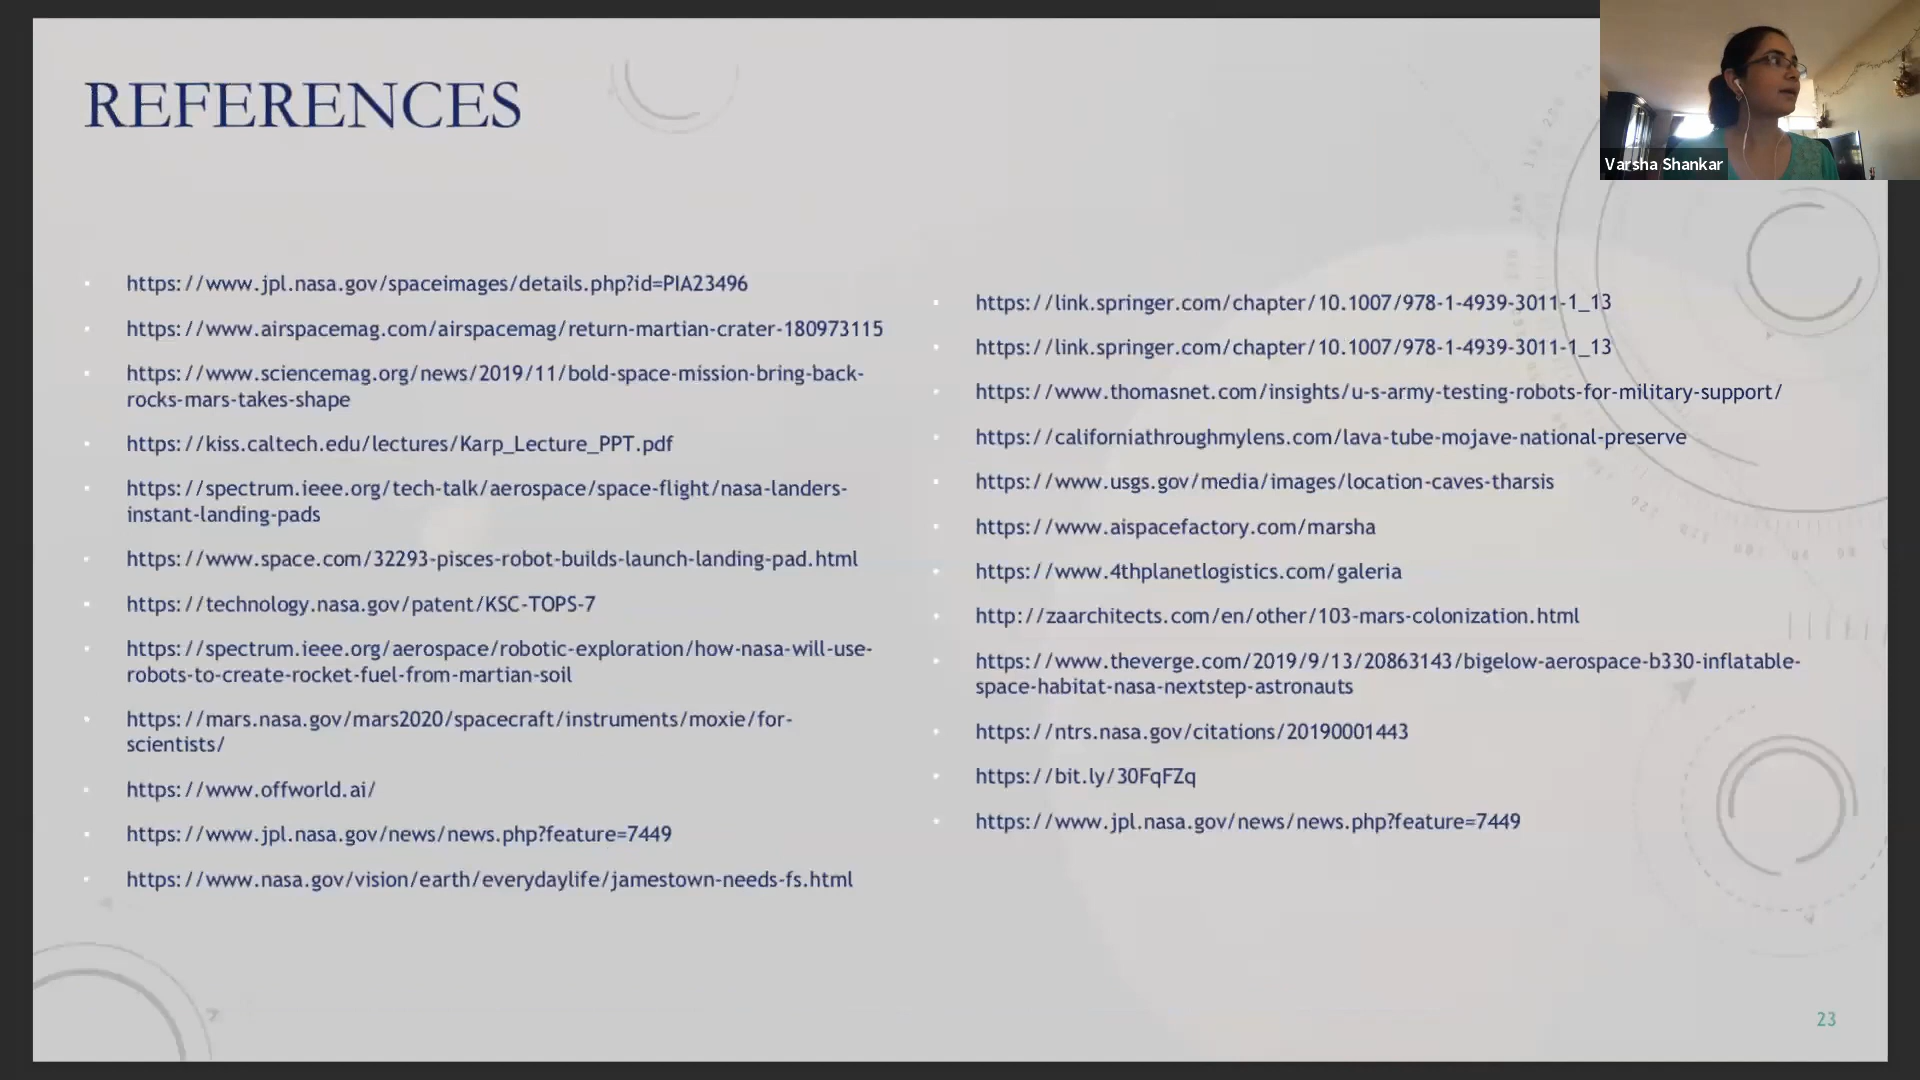 REFERENCES
https://www.jpl.nasa.gov/spaceimages/details.php?id=PIA23496
https://www.airspacemag.com/airspacemag/return-martian-crater-180973115
https://www.sciencemag.org/news/2019/11/bold-space-mission-bring-back-
rocks-mars-takes-shape
https://kiss.caltech.edu/lectures/Karp_Lecture_PPT.pdf
https://spectrum.ieee.org/tech-talk/aerospace/space-flight/nasa-landers-
instant-landing-pads
https://www.space.com/32293-pisces-robot-builds-launch-landing-pad.html
https://technology.nasa.gov/patent/KSC-TOPS-7
https://spectrum.ieee.org/aerospace/robotic-exploration/how-nasa-will-use-
robots-to-create-rocket-fuel-from-martian-soil
https://mars.nasa.gov/mars2020/spacecraft/instruments/moxie/for-
scientists/
https://www.offworld.ai/
https://www.jpl.nasa.gov/news/news.php?feature=7449
https://www.nasa.gov/vision/earth/everydaylife/jamestown-needs-fs.html
https://link.springer.com/chapter/10.1007/978-1-4939-3011-1_13
https://link.springer.com/chapter/10.1007/978-1-4939-3011-1_13
https://www.thomasnet.com/insights/u-s-army-testing-robots-for-military-support/
https://californiathroughmylens.com/lava-tube-mojave-national-preserve
https://www.usgs.gov/media/images/location-caves-tharsis
https://www.aispacefactory.com/marsha
https://www.4thplanetlogistics.com/galeria
http://zaarchitects.com/en/other/103-mars-colonization.html
https://www.theverge.com/2019/9/13/20863143/bigelow-aerospace-b330-inflatable-
space-habitat-nasa-nextstep-astronauts
https://ntrs.nasa.gov/citations/20190001443
https://bit.ly/30FqFZq
https://www.jpl.nasa.gov/news/news.php?feature=7449
Varsha Shankar
23